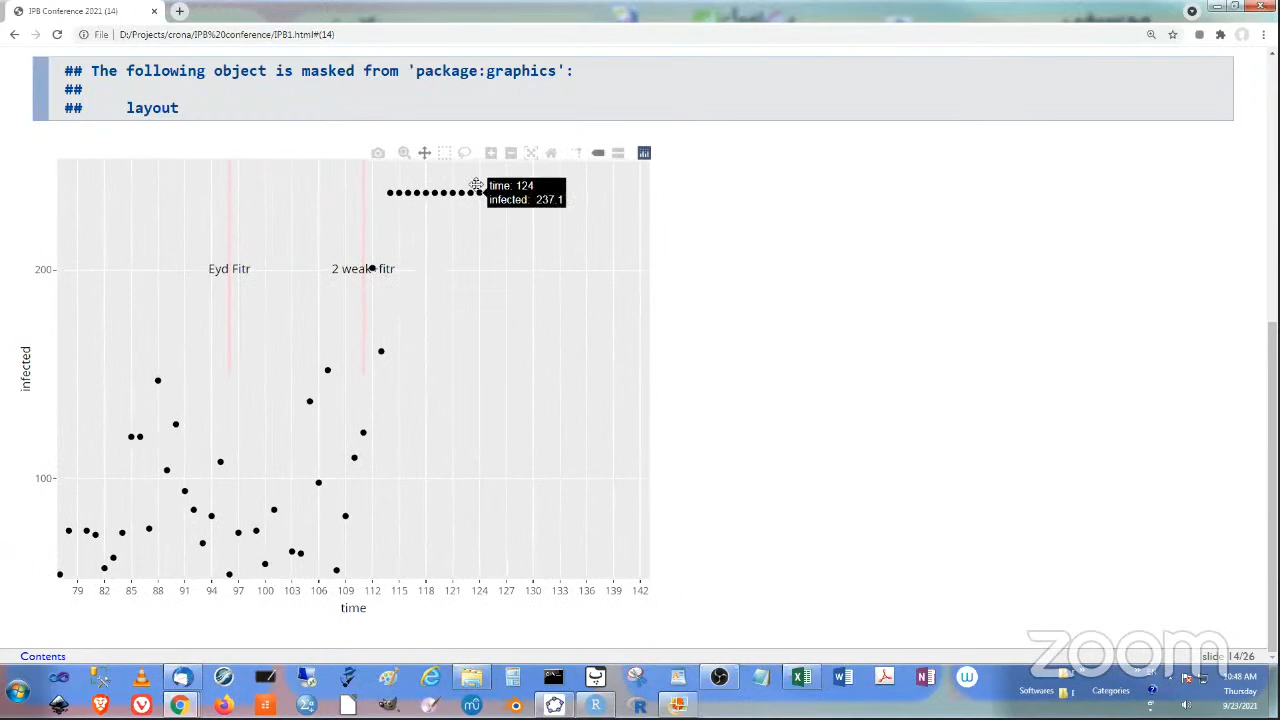 IPB Conference 2021 (14)
File | D:/Projects/crona/IPB%20conference/IPB1.html#(14)
## The following object is masked from 'package:graphics':
##
## layout
time: 124
infected: 237.1
200
Eyd Fitr
2 weak fitr
infected
100
79 82 85 88 91 94 97 100 103 106 109 112 115 118 121 124 127 130 133 136 139 142
time
Contents
slide 14/26
zoom
Softwares
Categories
10:48 AM
Thursday
9/23/2021